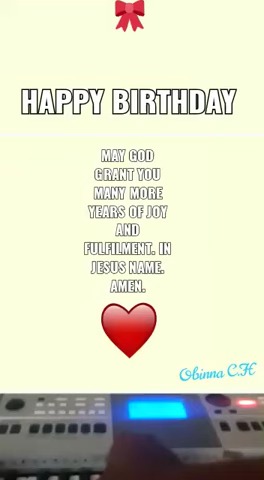 HAPPY BIRTHDAY
MAY GOD
GRANT YOU
MANY MORE
YEARS OF JOY
AND
FULFILMENT. IN
JESUS NAME.
AMEN.
Obinna C.H